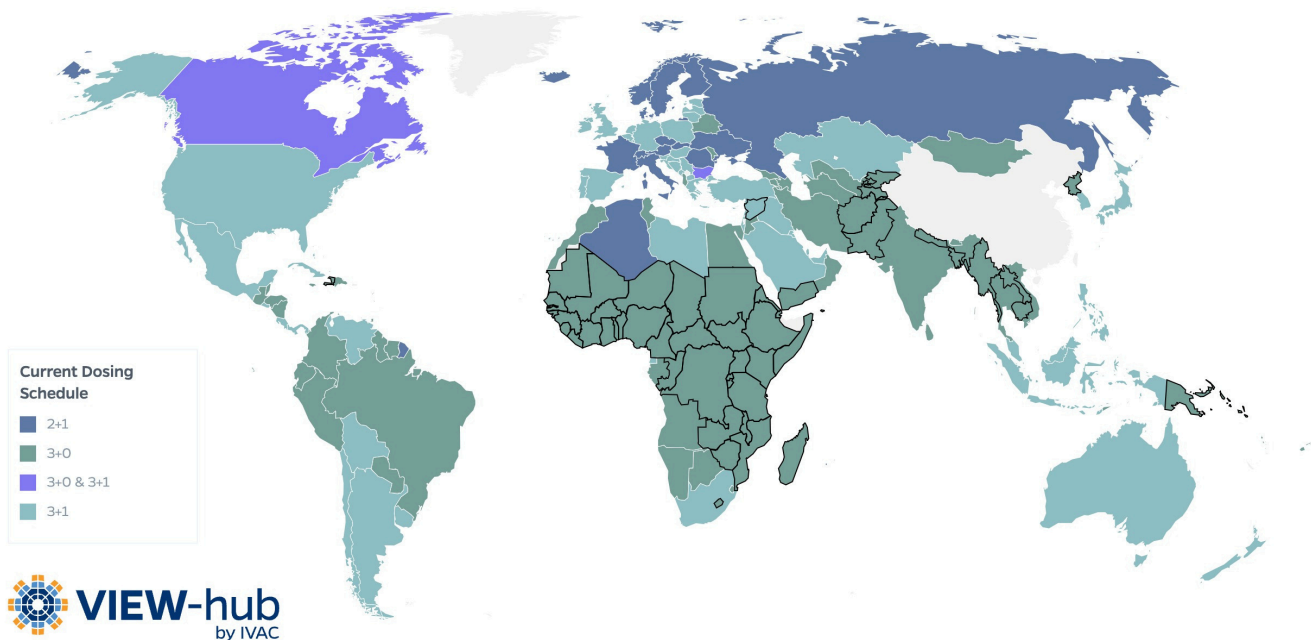 Current Dosing
Schedule
2+1
3+0
3+0 & 3+1
3+1
VIEW-hub
by IVAC